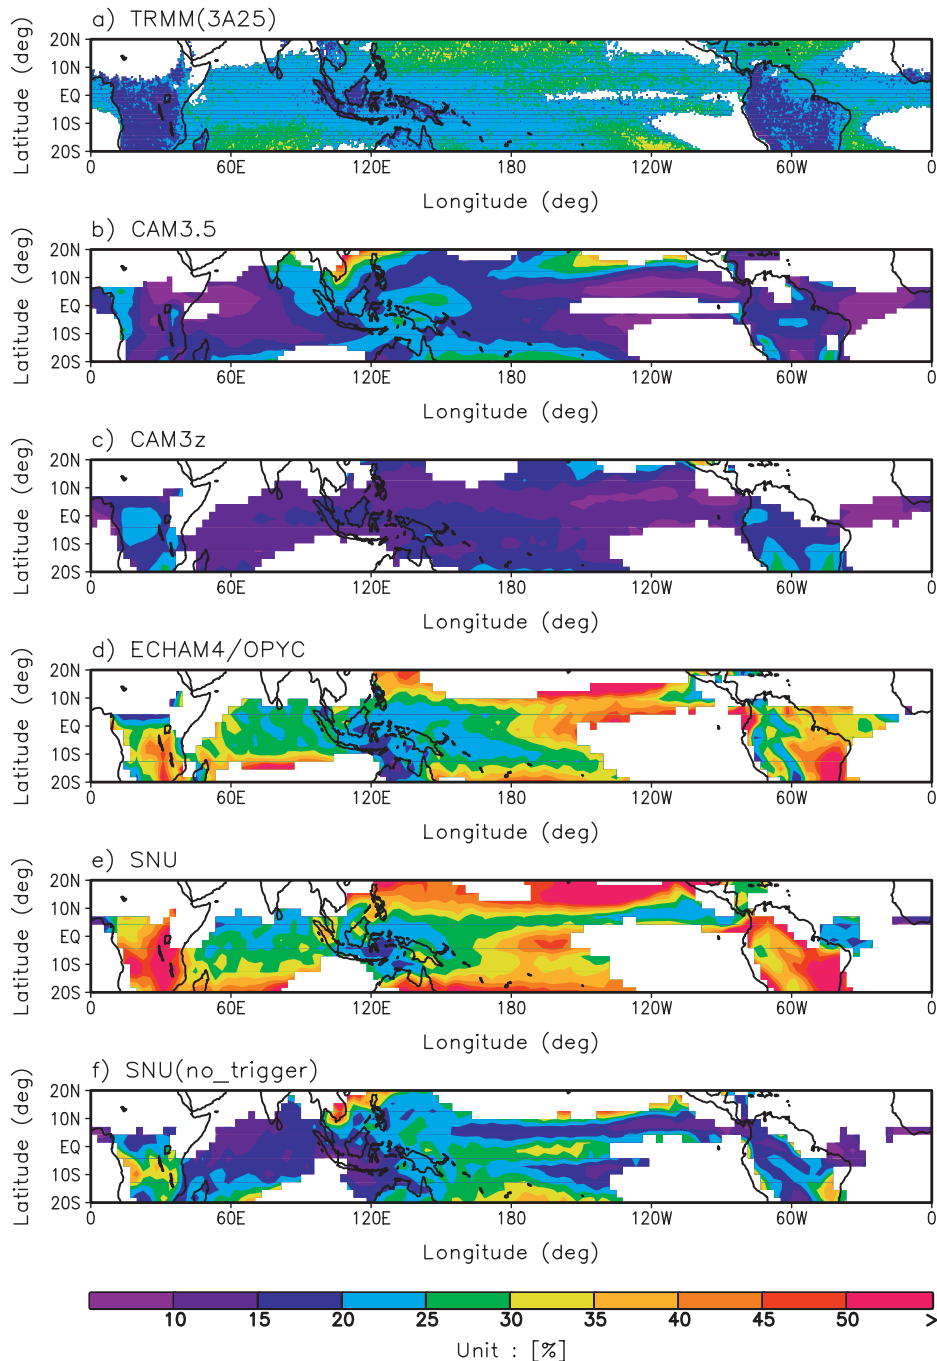 a) TRMM(3A25)
Latitude (deg)
20N
10N
EQ
10S
20S
0 60E 120E 180 120W 60W 0
Longitude (deg)
b) CAM3.5
Latitude (deg)
20N
10N
EQ
10S
20S
0 60E 120E 180 120W 60W 0
Longitude (deg)
c) CAM3z
Latitude (deg)
20N
10N
EQ
10S
20S
0 60E 120E 180 120W 60W 0
Longitude (deg)
d) ECHAM4/OPYC
Latitude (deg)
20N
10N
EQ
10S
20S
0 60E 120E 180 120W 60W 0
Longitude (deg)
e) SNU
Latitude (deg)
20N
10N
EQ
10S
20S
0 60E 120E 180 120W 60W 0
Longitude (deg)
f) SNU(no_trigger)
Latitude (deg)
20N
10N
EQ
10S
20S
0 60E 120E 180 120W 60W 0
Longitude (deg)
10 15 20 25 30 35 40 45 50 >
Unit : [%]